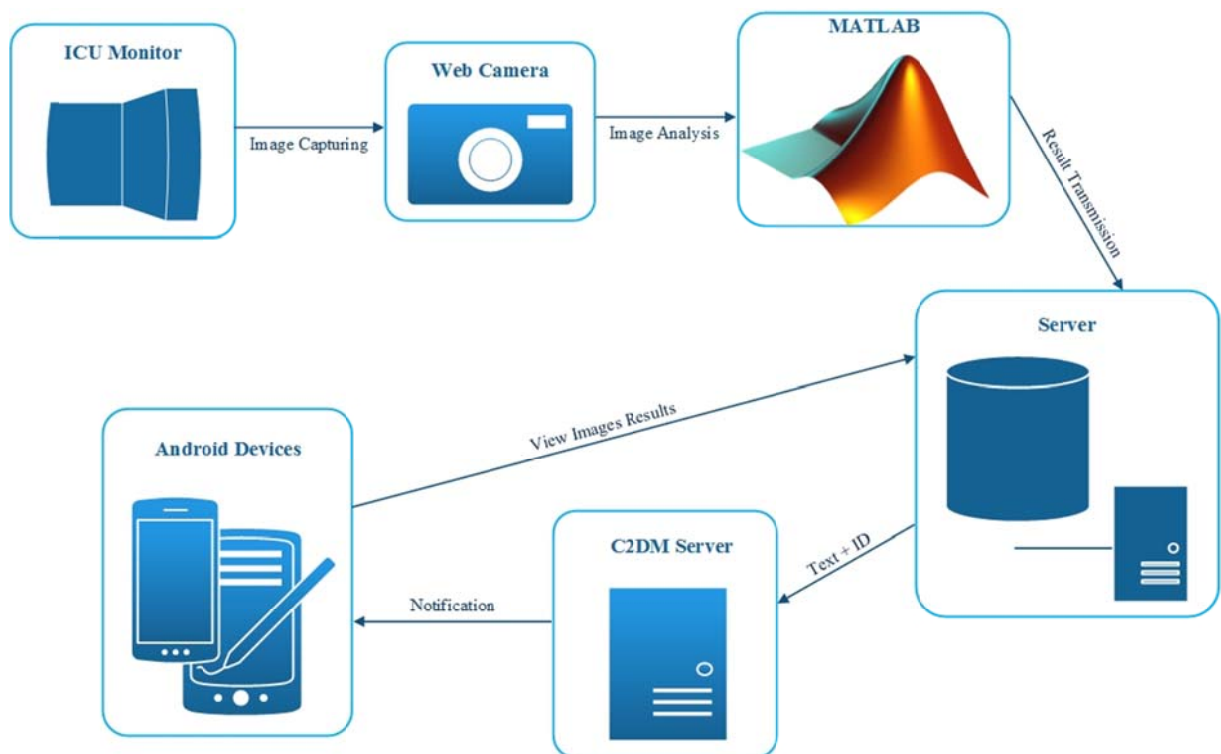 ICU Monitor
Image Capturing
Web Camera
Image Analysis
MATLAB
Result Transmission
Server
View Images Results
Android Devices
Text + ID
C2DM Server
Notification